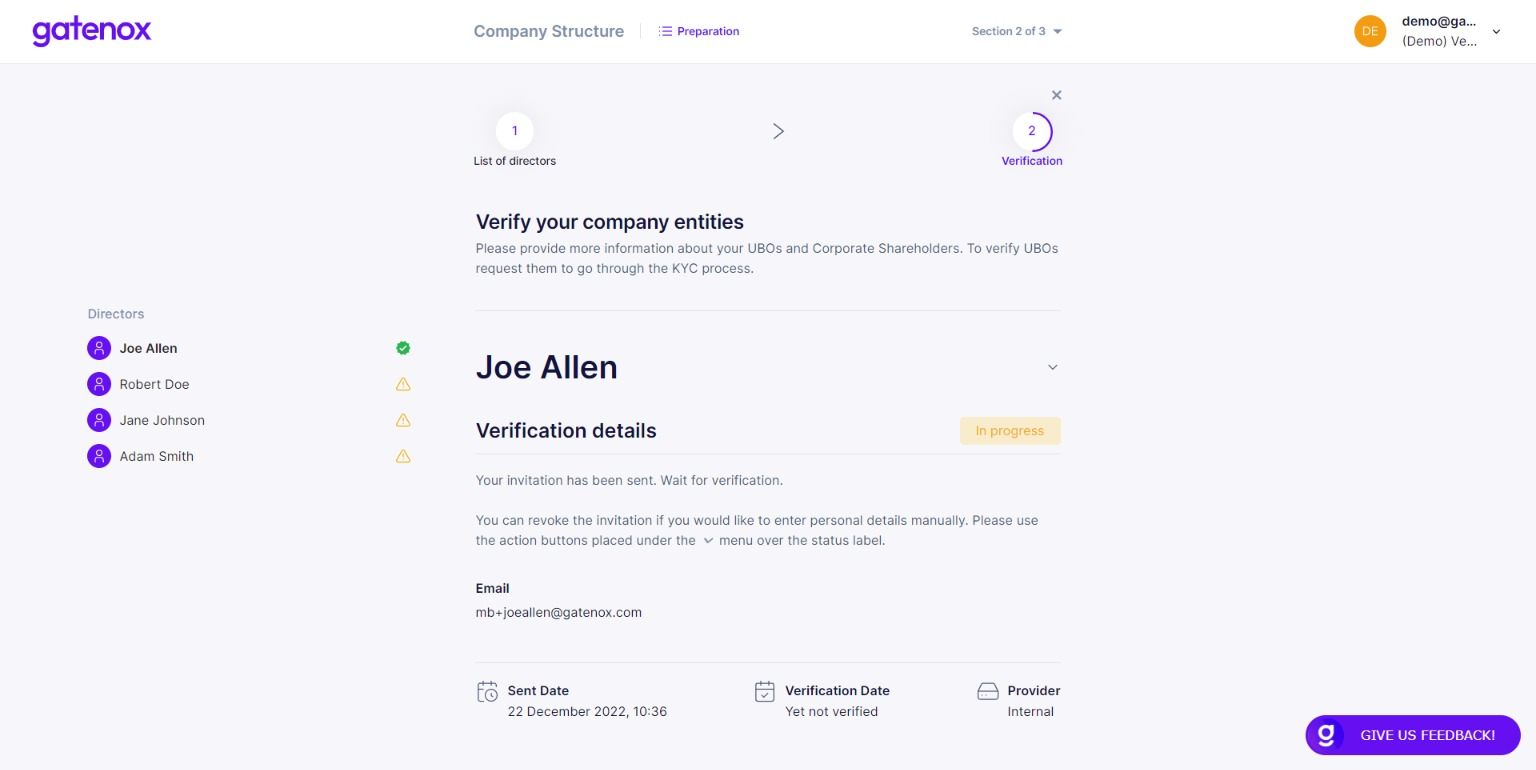 gatenox
Company Structure
Preparation
Section 2 of 3
DE
demo@ga...
(Demo) Ve...
1
List of directors
2
Verification
Verify your company entities
Please provide more information about your UBOs and Corporate Shareholders. To verify UBOs
request them to go through the KYC process.
Directors
Joe Allen
Robert Doe
Jane Johnson
Adam Smith
Joe Allen
Verification details
In progress
Your invitation has been sent. Wait for verification.
You can revoke the invitation if you would like to enter personal details manually. Please use
the action buttons placed under the menu over the status label.
Email
mb+joeallen@gatenox.com
Sent Date
22 December 2022, 10:36
Verification Date
Yet not verified
Provider
Internal
g
GIVE US FEEDBACK!